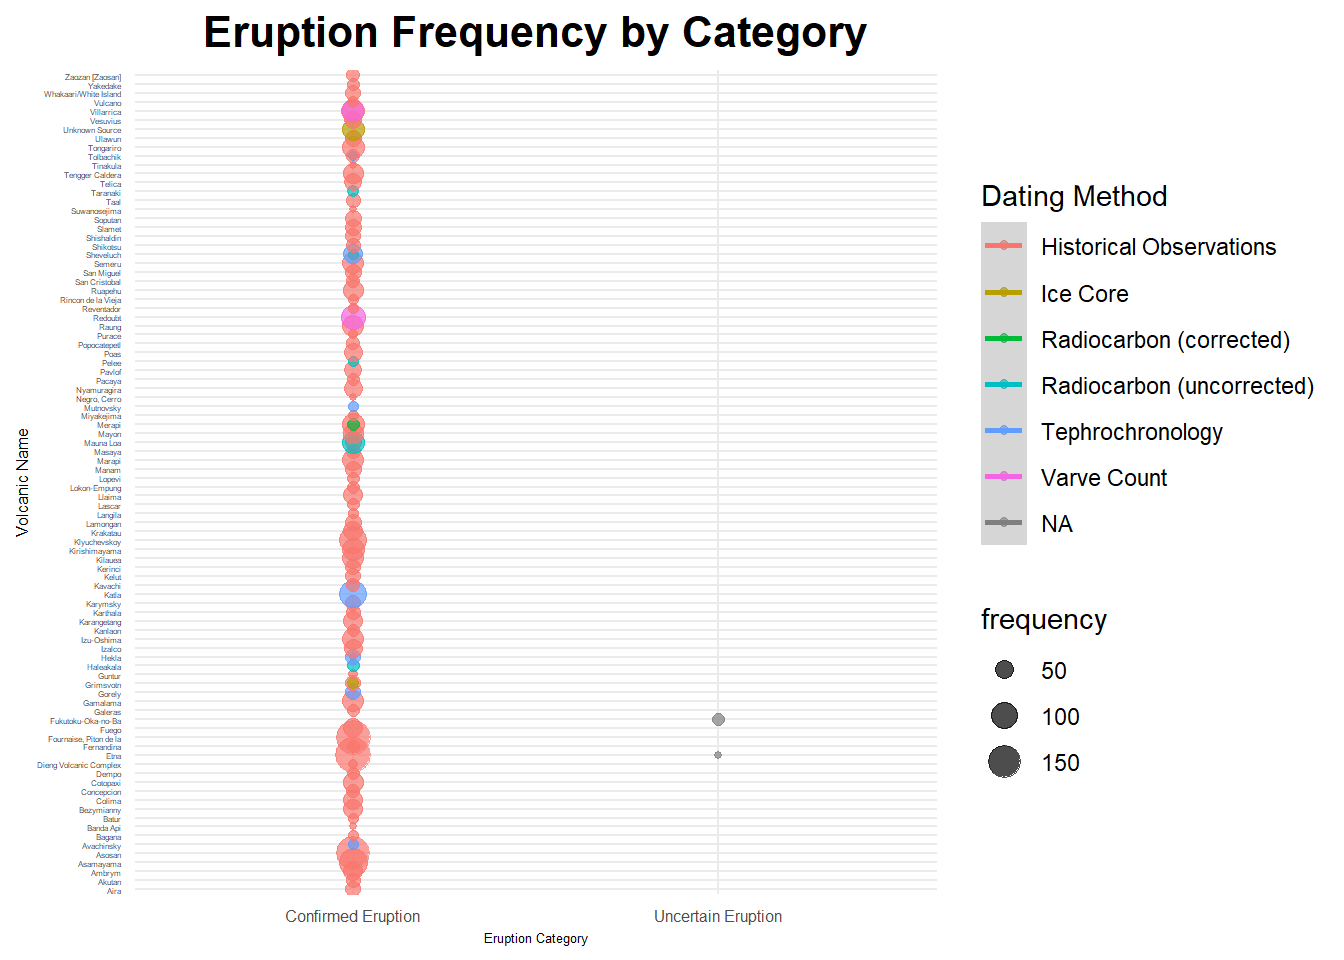 Eruption Frequency by Category
Zaozan [Zaosan]
Yakedake
Whakaari/White Island
Vulcano
Villarrica
Vesuvius
Unknown Source
Ulawun
Tongariro
Tolbachik
Tinakula
Tengger Caldera
Telica
Taranaki
Taal
Suwanosejima
Soputan
Slamet
Shishaldin
Shikotsu
Sheveluch
Semeru
San Miguel
San Cristobal
Ruapehu
Rincon de la Vieja
Reventador
Redoubt
Raung
Purace
Popocatepetl
Poas
Pelee
Pavlof
Pacaya
Nyamuragira
Negro, Cerro
Mutnovsky
Miyakejima
Merapi
Mayon
Mauna Loa
Masaya
Marapi
Manam
Lopevi
Lokon-Empung
Llaima
Lascar
Langila
Lamongan
Krakatau
Klyuchevskoy
Kirishimayama
Kilauea
Kerinci
Kelut
Kavachi
Katla
Karymsky
Karthala
Karangetang
Kanlaon
Izu-Oshima
Izalco
Hekla
Haleakala
Guntur
Grimsvotn
Gorely
Gamalama
Galeras
Fukutoku-Oka-no-Ba
Fuego
Fournaise, Piton de la
Fernandina
Etna
Dieng Volcanic Complex
Dempo
Cotopaxi
Concepcion
Colima
Bezymianny
Batur
Banda Api
Bagana
Avachinsky
Asosan
Asamayama
Ambrym
Akutan
Aira
Volcanic Name
Confirmed Eruption
Uncertain Eruption
Eruption Category
Dating Method
Historical Observations
Ice Core
Radiocarbon (corrected)
Radiocarbon (uncorrected)
Tephrochronology
Varve Count
NA
frequency
50
100
150